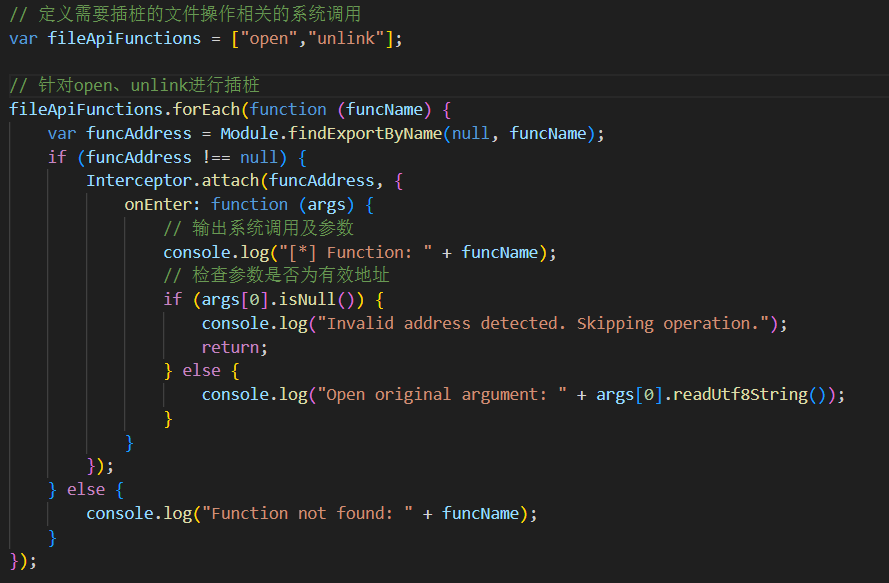 // 定义需要插桩的文件操作相关的系统调用
var fileApiFunctions = ["open","unlink"];
// 针对open、unlink进行插桩
fileApiFunctions.forEach(function (funcName) {
    var funcAddress = Module.findExportByName(null, funcName);
    if (funcAddress !== null) {
        Interceptor.attach(funcAddress, {
            onEnter: function (args) {
                // 输出系统调用及参数
                console.log("[*] Function: " + funcName);
                // 检查参数是否为有效地址
                if (args[0].isNull()) {
                    console.log("Invalid address detected. Skipping operation.");
                    return;
                } else {
                    console.log("Open original argument: " + args[0].readUtf8String());
                }
            }
        });
    } else {
        console.log("Function not found: " + funcName);
    }
});